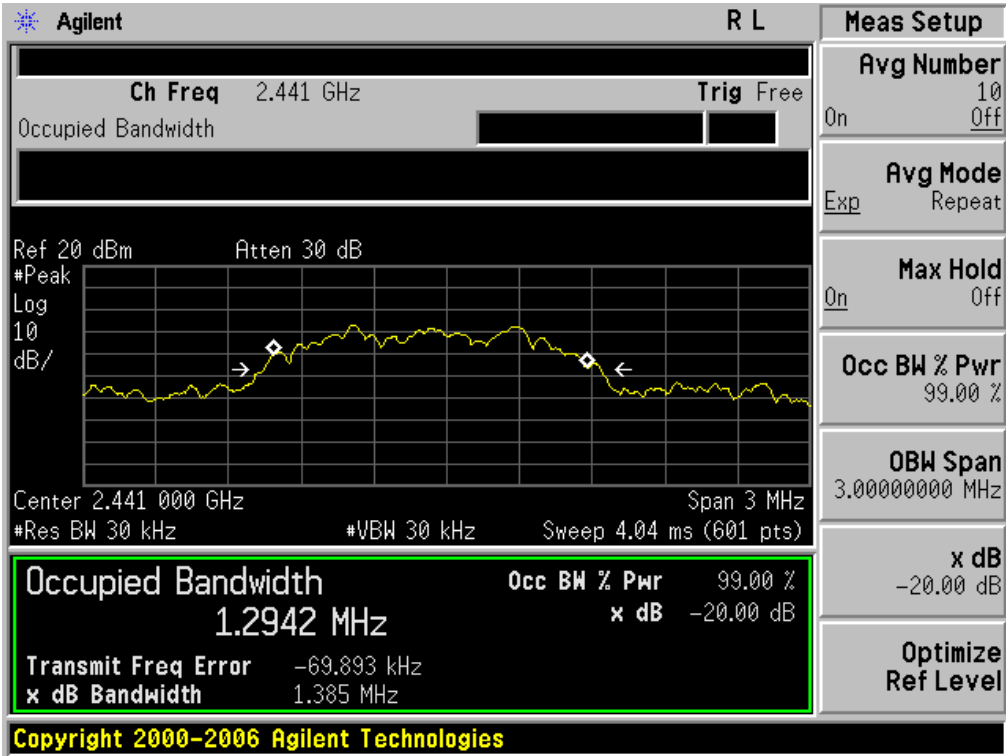 Agilent R L
Ch Freq 2.441 GHz Trig Free
Occupied Bandwidth
Ref 20 dBm Atten 30 dB
#Peak
Log
10
dB/
Center 2.441 000 GHz Span 3 MHz
#Res BW 30 kHz #VBW 30 kHz Sweep 4.04 ms (601 pts)
Occupied Bandwidth
1.2942 MHz
Occ BW % Pwr 99.00 %
x dB -20.00 dB
Transmit Freq Error -69.893 kHz
x dB Bandwidth 1.385 MHz
Copyright 2000-2006 Agilent Technologies
Meas Setup
Avg Number
10
On Off
Avg Mode
Exp Repeat
Max Hold
On Off
Occ BW % Pwr
99.00 %
OBW Span
3.00000000 MHz
x dB
-20.00 dB
Optimize
Ref Level